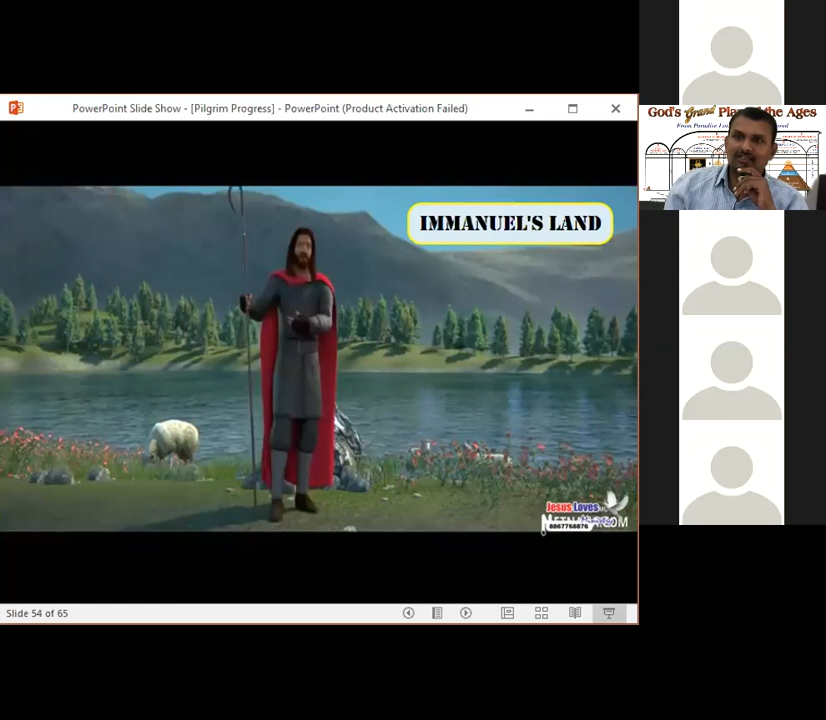 PowerPoint Slide Show - [Pilgrim Progress] - PowerPoint (Product Activation Failed)
God's Grand Plan of the Ages
IMMANUEL'S LAND
Jesus Loves
8867768876
Slide 54 of 65